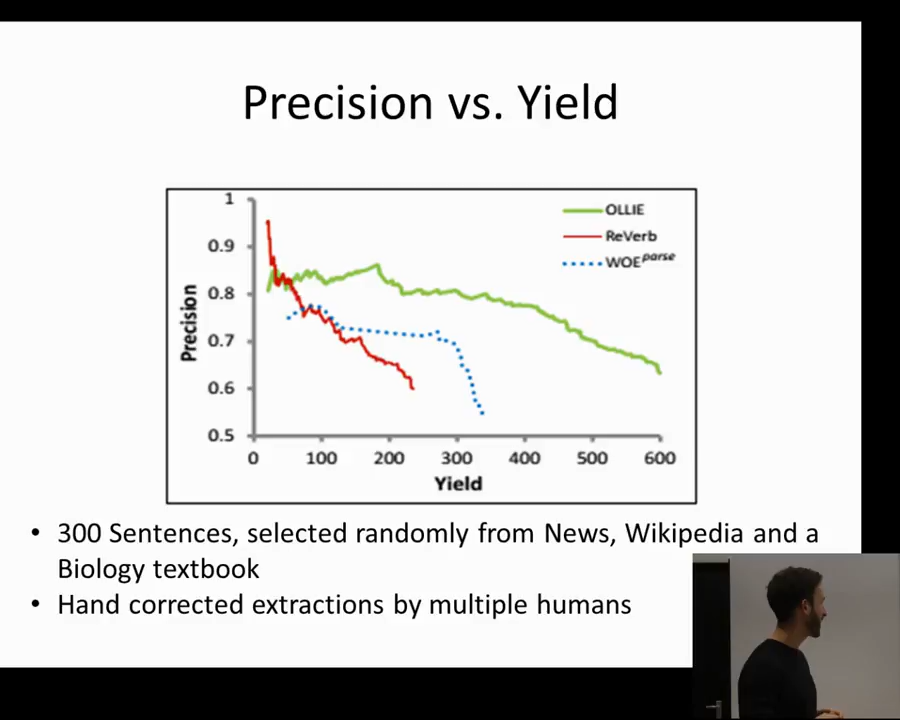 Precision vs. Yield
1
0.9
0.8
0.7
0.6
0.5
Precision
0
100
200
300
400
500
600
Yield
OLLIE
ReVerb
WOE^parse
• 300 Sentences, selected randomly from News, Wikipedia and a
Biology textbook
• Hand corrected extractions by multiple humans